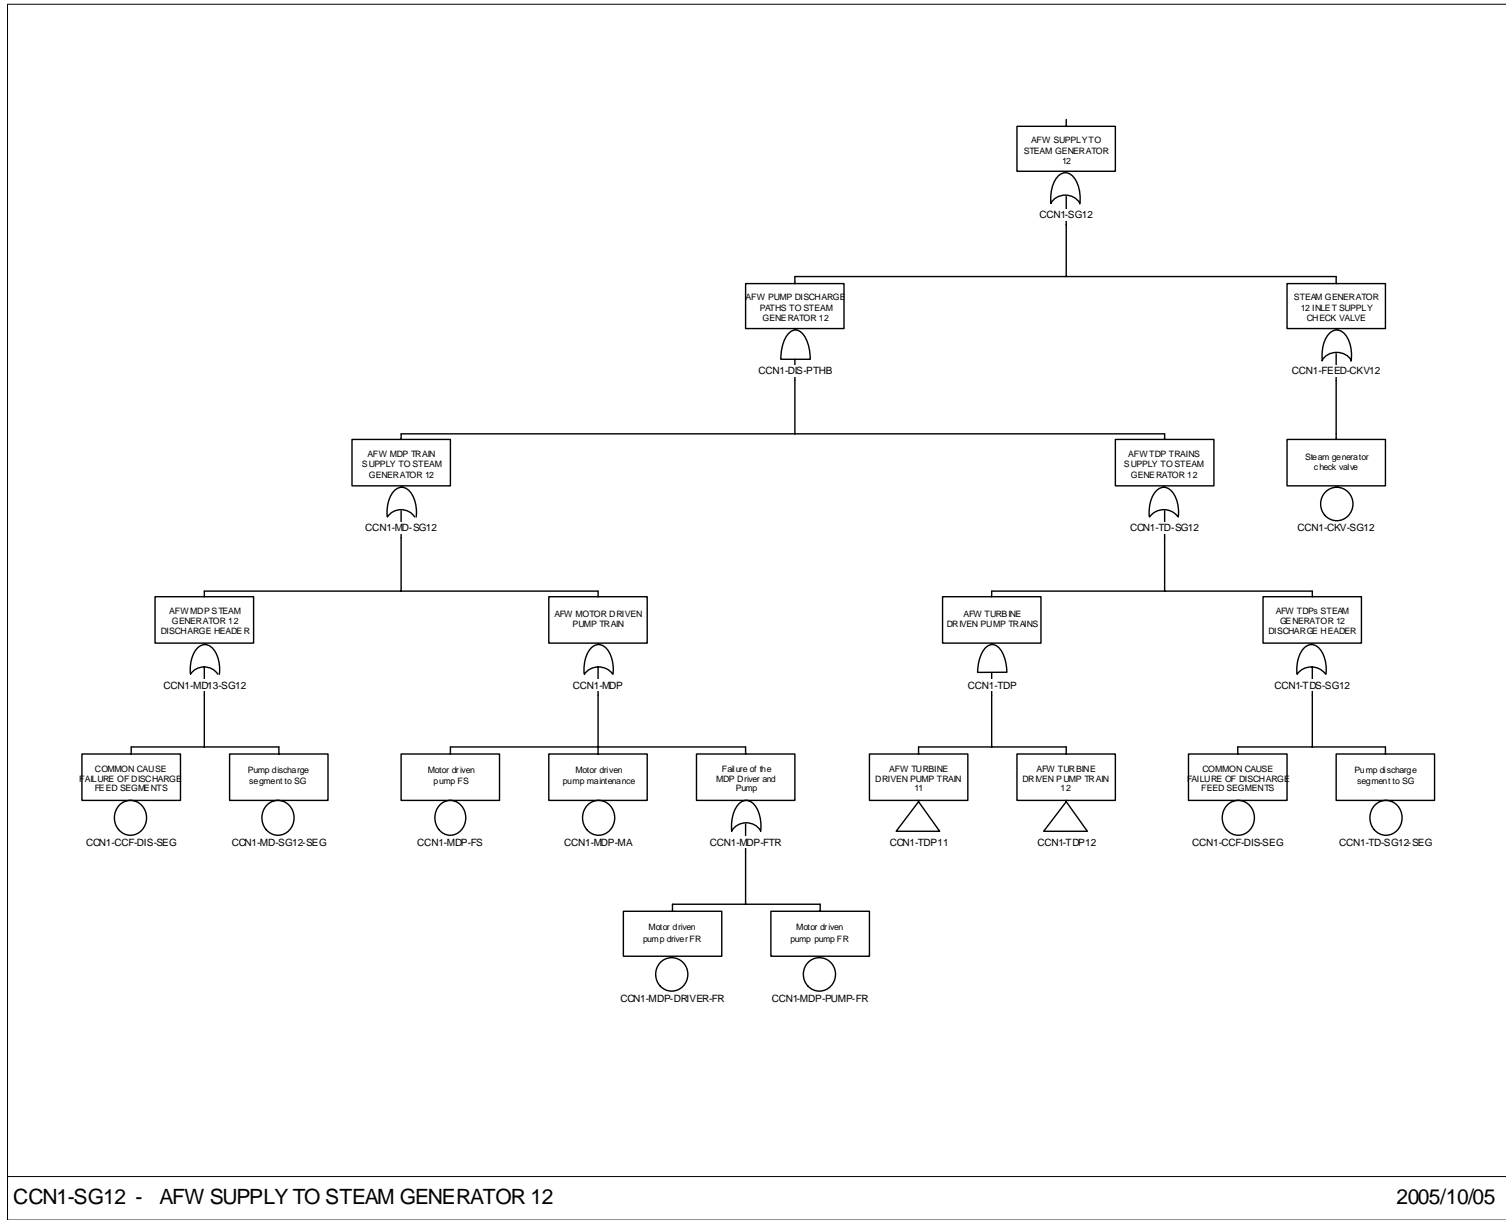 AFW SUPPLY TO
STEAM GENERATOR
12
CCN1-SG12
AFW PUMP DISCHARGE
PATHS TO STEAM
GENERATOR 12
CCN1-DIS-PTHB
STEAM GENERATOR
12 INLET SUPPLY
CHECK VALVE
CCN1-FEED-CKV12
AFW MDP TRAIN
SUPPLY TO STEAM
GENERATOR 12
CCN1-MD-SG12
AFW TDP TRAINS
SUPPLY TO STEAM
GENERATOR 12
CCN1-TD-SG12
Steam generator
check valve
CCN1-CKV-SG12
AFW MDP STEAM
GENERATOR 12
DISCHARGE HEADER
CCN1-MD13-SG12
AFW MOTOR DRIVEN
PUMP TRAIN
CCN1-MDP
AFW TURBINE
DRIVEN PUMP TRAINS
CCN1-TDP
AFW TDPs STEAM
GENERATOR 12
DISCHARGE HEADER
CCN1-TDS-SG12
COMMON CAUSE
FAILURE OF DISCHARGE
FEED SEGMENTS
CCN1-CCF-DIS-SEG
Pump discharge
segment to SG
CCN1-MD-SG12-SEG
Motor driven
pump FS
CCN1-MDP-FS
Motor driven
pump maintenance
CCN1-MDP-MA
Failure of the
MDP Driver and
Pump
CCN1-MDP-FTR
AFW TURBINE
DRIVEN PUMP TRAIN
11
CCN1-TDP11
AFW TURBINE
DRIVEN PUMP TRAIN
12
CCN1-TDP12
COMMON CAUSE
FAILURE OF DISCHARGE
FEED SEGMENTS
CCN1-CCF-DIS-SEG
Pump discharge
segment to SG
CCN1-TD-SG12-SEG
Motor driven
pump driver FR
CCN1-MDP-DRIVER-FR
Motor driven
pump pump FR
CCN1-MDP-PUMP-FR
CCN1-SG12 - AFW SUPPLY TO STEAM GENERATOR 12
2005/10/05